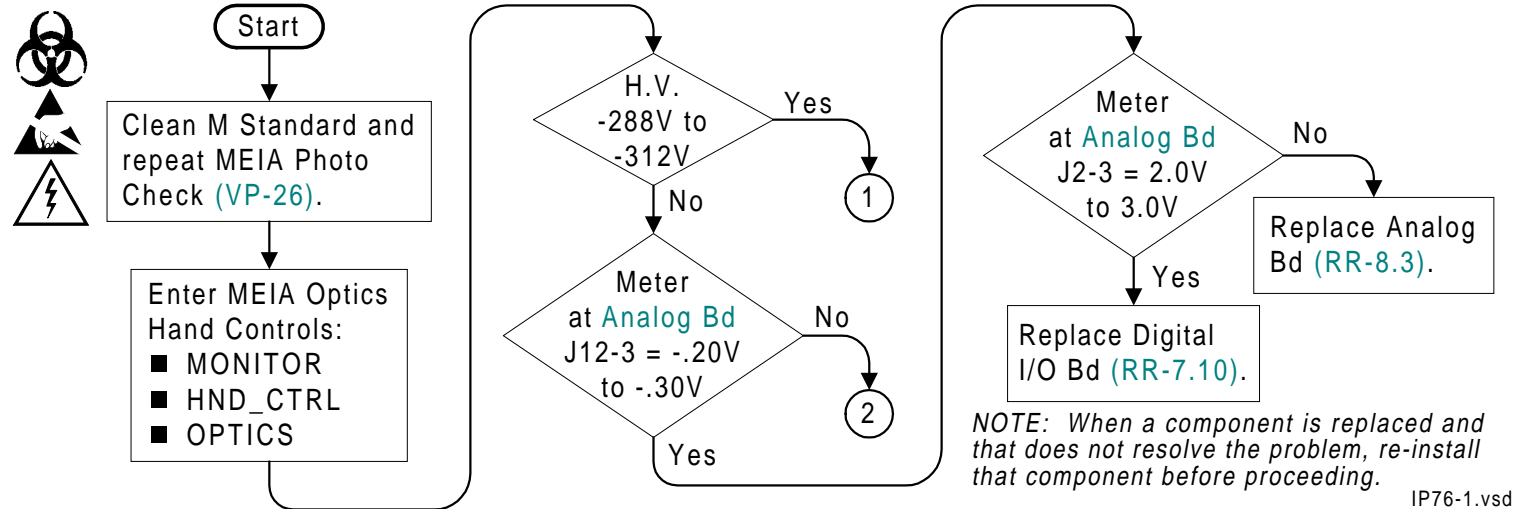 Start
Clean M Standard and
repeat MEIA Photo
Check (VP-26).
Enter MEIA Optics
Hand Controls:
■ MONITOR
■ HND_CTRL
■ OPTICS
H.V.
-288V to
-312V
Yes
1
No
Meter
at Analog Bd
J12-3 = -.20V
to -.30V
No
2
Yes
Meter
at Analog Bd
J2-3 = 2.0V
to 3.0V
No
Replace Analog
Bd (RR-8.3).
Yes
Replace Digital
I/O Bd (RR-7.10).
NOTE: When a component is replaced and
that does not resolve the problem, re-install
that component before proceeding.
IP76-1.vsd